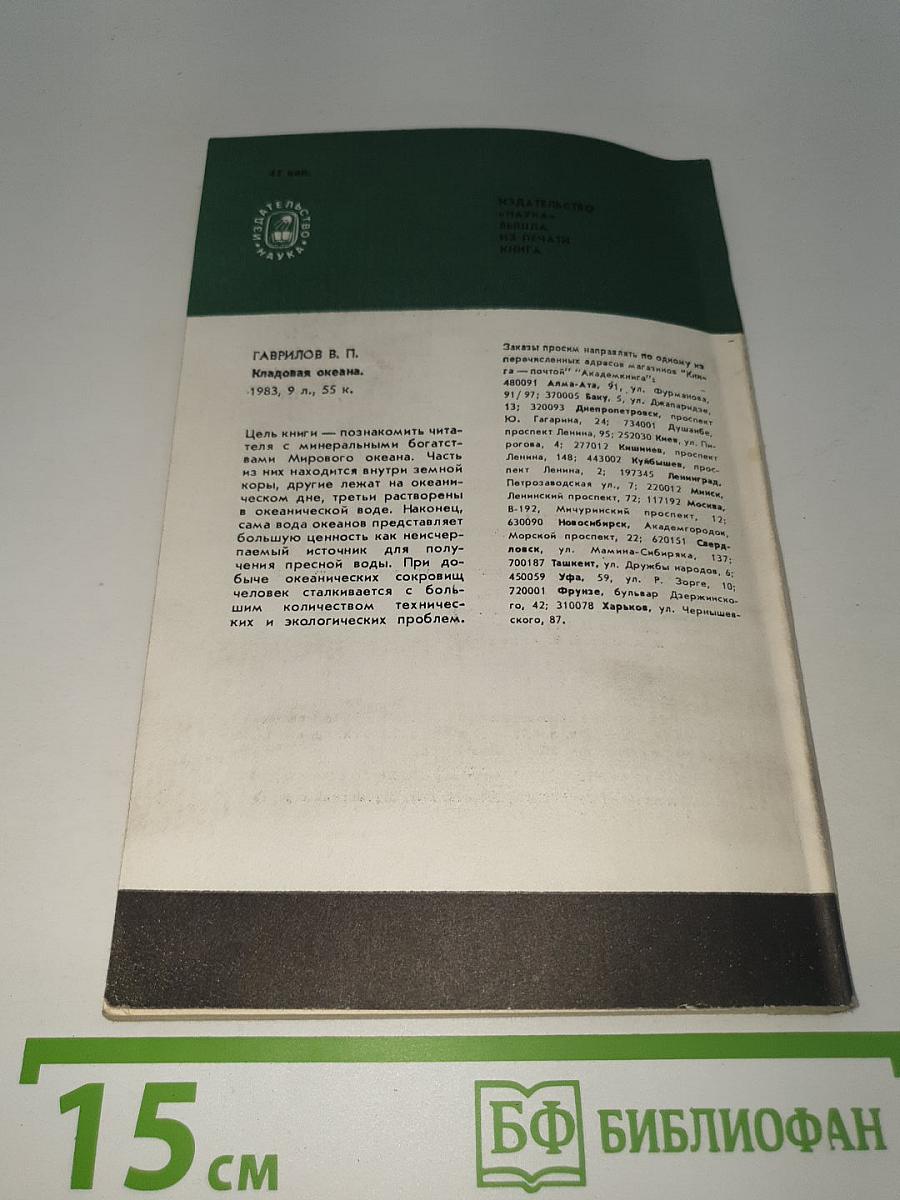 41 коп.
ИЗДАТЕЛЬСТВО
•НАУКА•
ИЗДАТЕЛЬСТВО
«НАУКА»
ВЫШЛА
ИЗ ПЕЧАТИ
КНИГА
ГАВРИЛОВ В. П.
Кладовая океана.
1983, 9 л., 55 к.
Цель книги — познакомить чита-
теля с минеральными богатст-
вами Мирового океана. Часть
из них находится внутри земной
коры, другие лежат на океани-
ческом дне, третьи растворены
в океанической воде. Наконец,
сама вода океанов представляет
большую ценность как неисчер-
паемый источник для полу-
чения пресной воды. При до-
быче океанических сокровищ
человек сталкивается с боль-
шим количеством техничес-
ких и экологических проблем.
Заказы просим направлять по одному из
перечисленных адресов магазинов "Кни-
га — почтой" "Академкнига":
480091 Алма-Ата, 91, ул. Фурманова,
91/97; 370005 Баку, 5, ул. Джапаридзе,
13; 320093 Днепропетровск, проспект
Ю. Гагарина, 24; 734001 Душанбе,
проспект Ленина, 95; 252030 Киев, ул. Пи-
рогова, 4; 277012 Кишинев, проспект
Ленина, 148; 443002 Куйбышев, прос-
пект Ленина, 2; 197345 Ленинград,
Петрозаводская ул., 7; 220012 Минск,
Ленинский проспект, 72; 117192 Москва,
В-192, Мичуринский проспект, 12;
630090 Новосибирск, Академгородок,
Морской проспект, 22; 620151 Сверд-
ловск, ул. Мамина-Сибиряка, 137;
700187 Ташкент, ул. Дружбы народов, 6;
450059 Уфа, 59, ул. Р. Зорге, 10;
720001 Фрунзе, бульвар Дзержинско-
го, 42; 310078 Харьков, ул. Чернышев-
ского, 87.
15 см
БФ БИБЛИОФАН